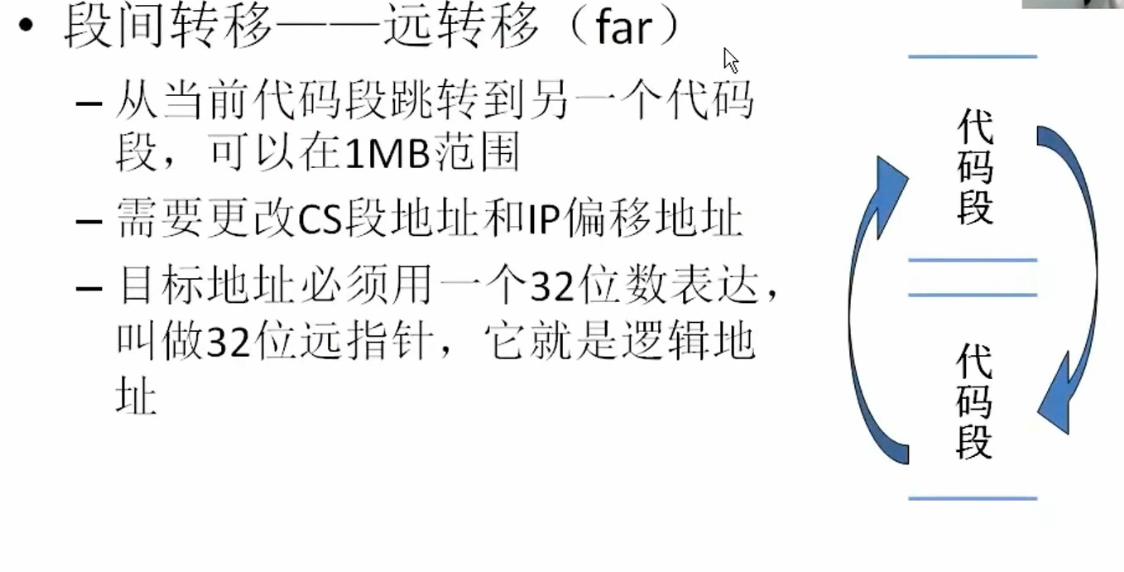 • 段间转移——远转移（far）
– 从当前代码段跳转到另一个代码
段，可以在1MB范围
– 需要更改CS段地址和IP偏移地址
– 目标地址必须用一个32位数表达，
叫做32位远指针，它就是逻辑地
址
代码段
代码段